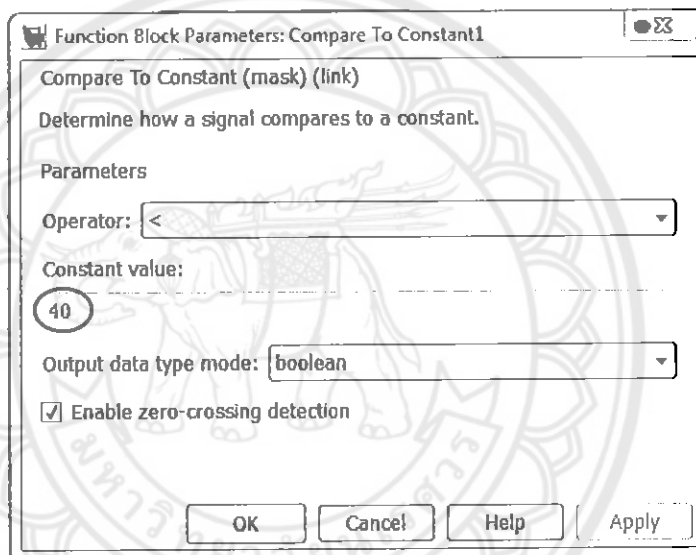 Function Block Parameters: Compare To Constant1
Compare To Constant (mask) (link)
Determine how a signal compares to a constant.
Parameters
Operator: <
Constant value:
40
Output data type mode: boolean
Enable zero-crossing detection
OK Cancel Help Apply